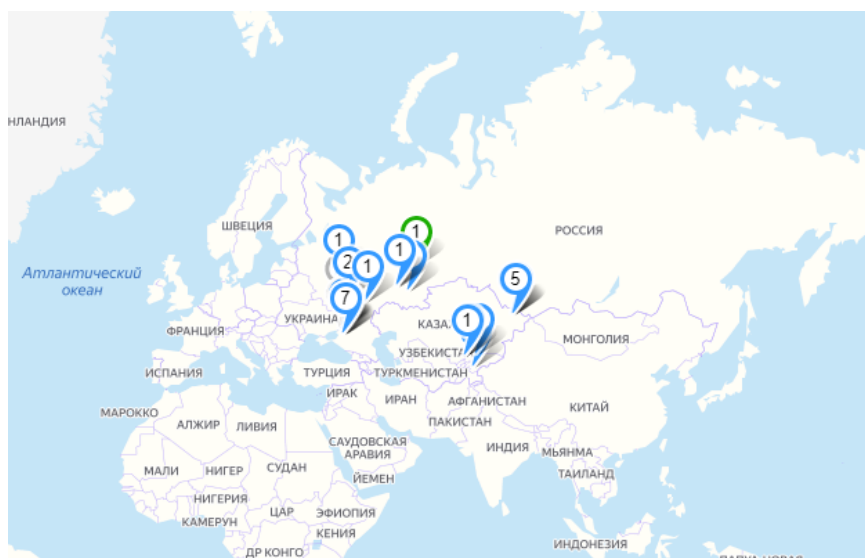 НЛАНДИЯ
ШВЕЦИЯ
РОССИЯ
1
1
1
2
1
5
Атлантический
океан
7
1
УКРАИНА
КАЗА
МОНГОЛИЯ
ФРАНЦИЯ
УЗБЕКИСТА
ИСПАНИЯ
ТУРЦИЯ
ТУРКМЕНИСТАН
ИРАК
ИРАН
АФГАНИСТАН
КИТАЙ
МАРОККО
АЛЖИР
ЛИВИЯ
ПАКИСТАН
САУДОВСКАЯ
АРАВИЯ
ИНДИЯ
МЬЯНМА
МАЛИ
НИГЕР
СУДАН
ЙЕМЕН
ТАИЛАНД
НИГЕРИЯ
КАМЕРУН
ЦАР
ЭФИОПИЯ
КЕНИЯ
ДР КОНГО
ИНДОНЕЗИЯ